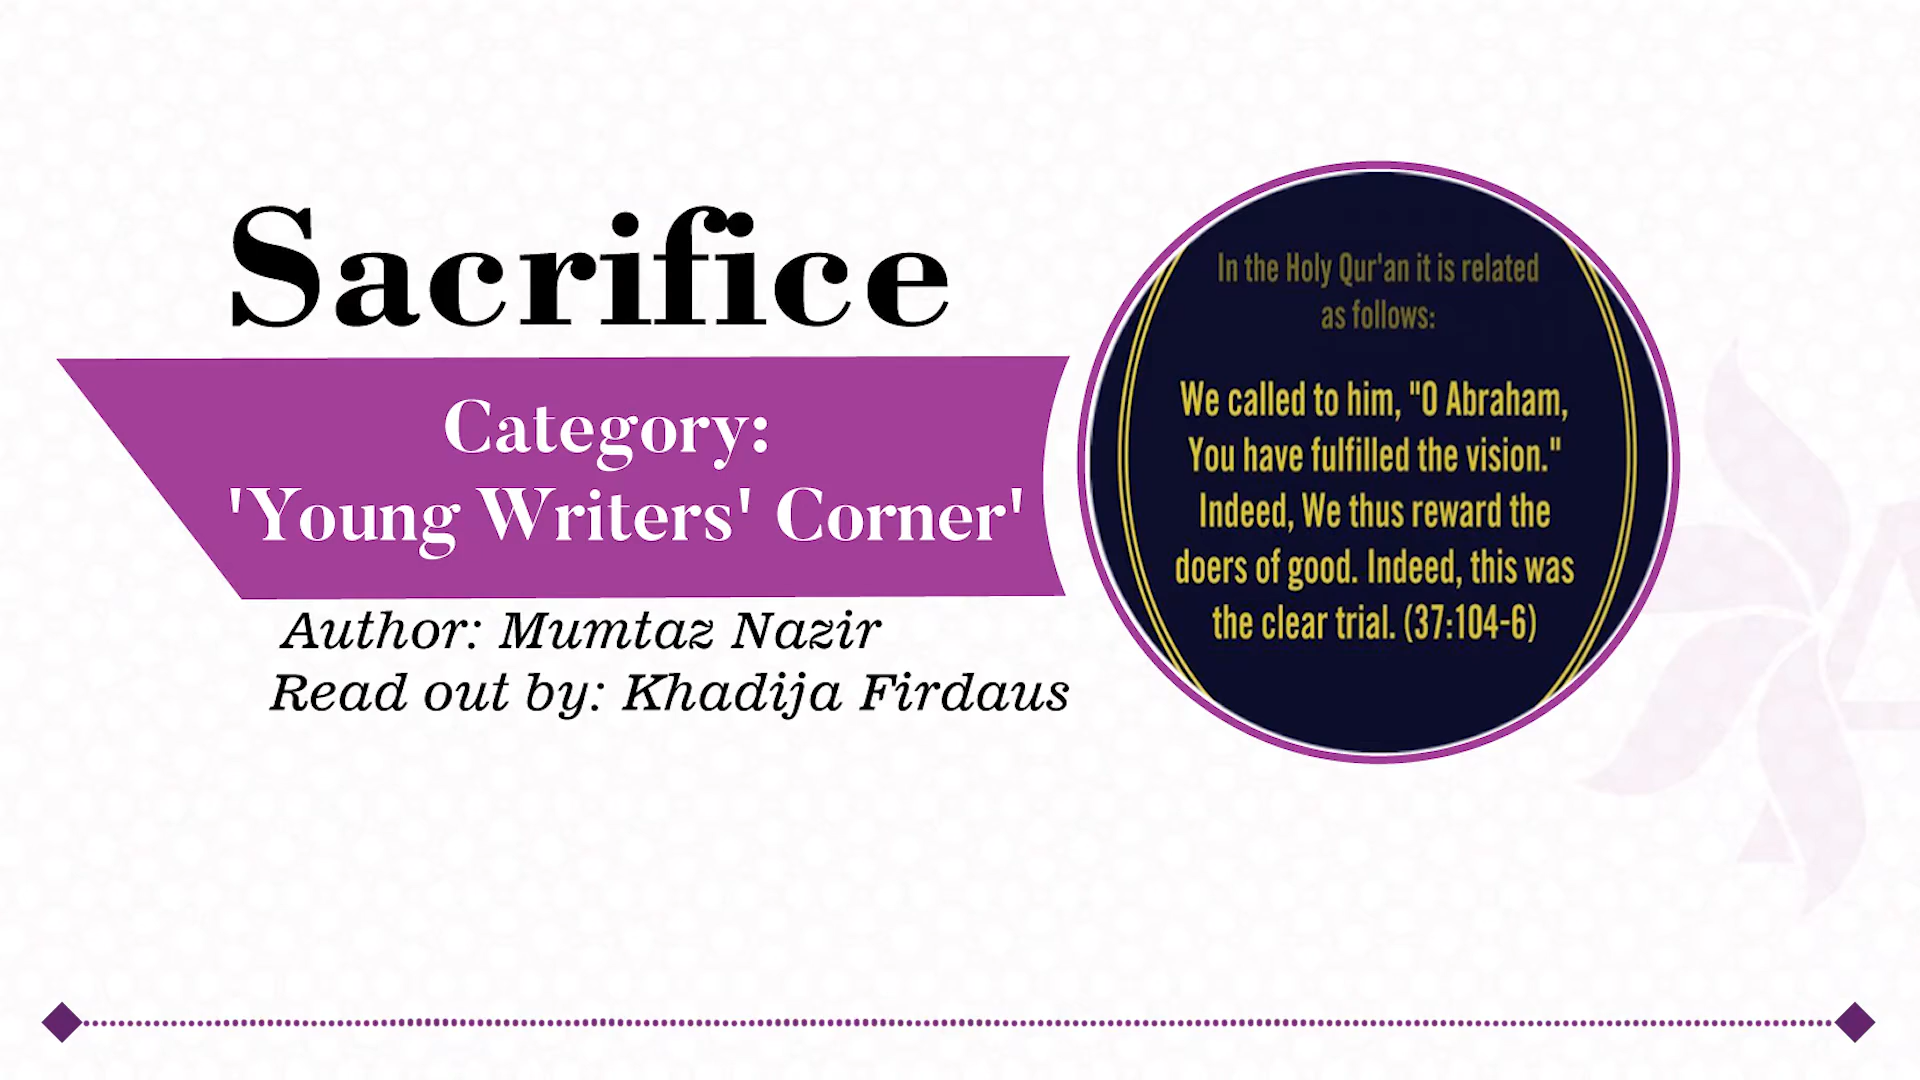 Sacrifice
Category:
'Young Writers' Corner'
Author: Mumtaz Nazir
Read out by: Khadija Firdaus
In the Holy Qur'an it is related
as follows:
We called to him, "O Abraham,
You have fulfilled the vision."
Indeed, We thus reward the
doers of good. Indeed, this was
the clear trial. (37:104-6)